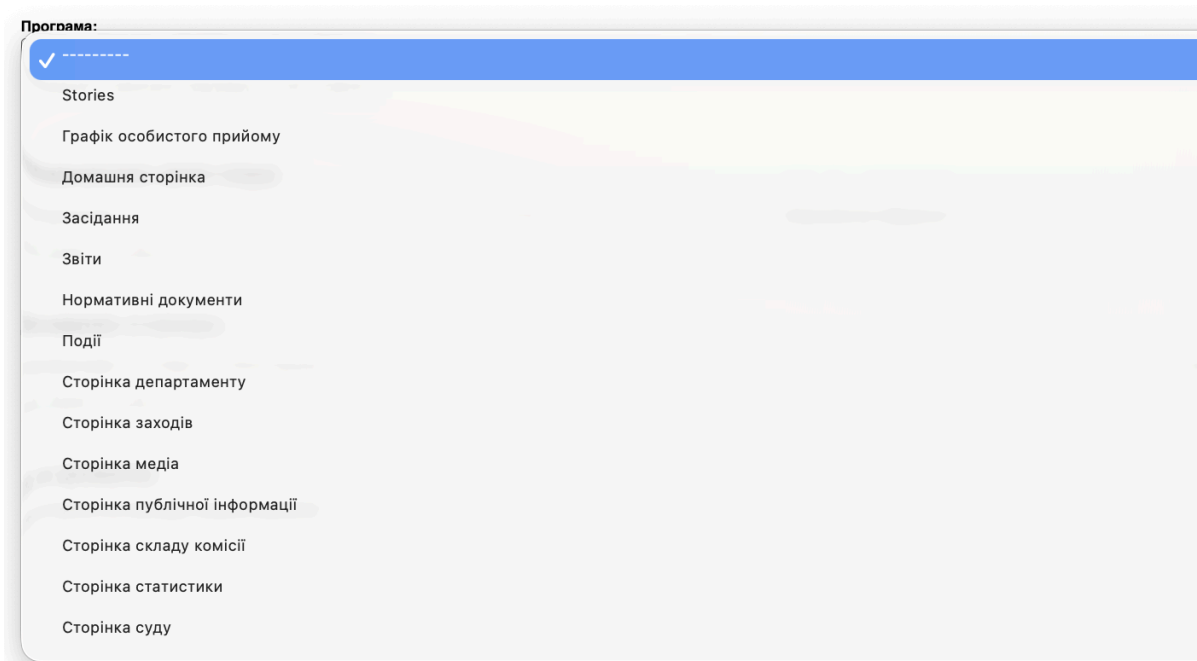 Програма:
---------
Stories
Графік особистого прийому
Домашня сторінка
Засідання
Звіти
Нормативні документи
Події
Сторінка департаменту
Сторінка заходів
Сторінка медіа
Сторінка публічної інформації
Сторінка складу комісії
Сторінка статистики
Сторінка суду